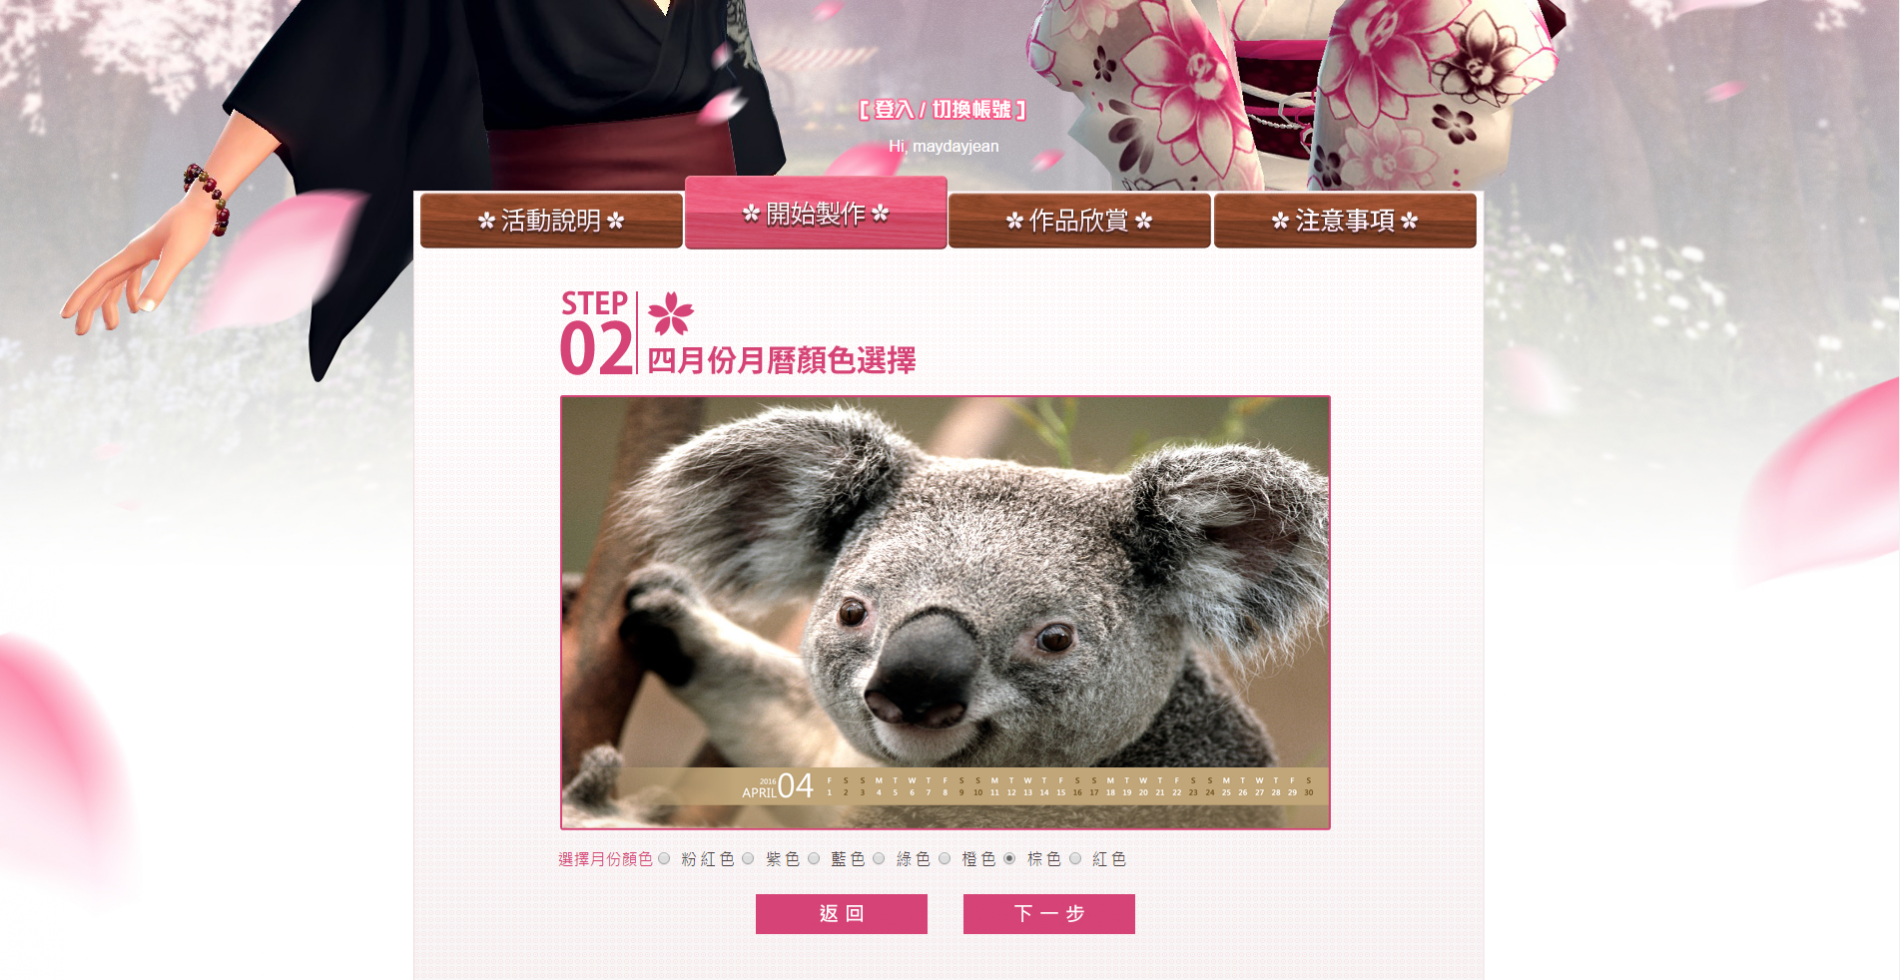 [ 登入 / 切換帳號 ]
Hi, maydayjean
活動說明
開始製作
作品欣賞
注意事項
STEP
02
四月份月曆顏色選擇
2016
APRIL 04
F S S M T W T F S S M T W T F S S M T W T F S S M T W T F S
1 2 3 4 5 6 7 8 9 10 11 12 13 14 15 16 17 18 19 20 21 22 23 24 25 26 27 28 29 30
選擇月份顏色 粉紅色 紫色 藍色 綠色 橙色 棕色 紅色
返回
下一步